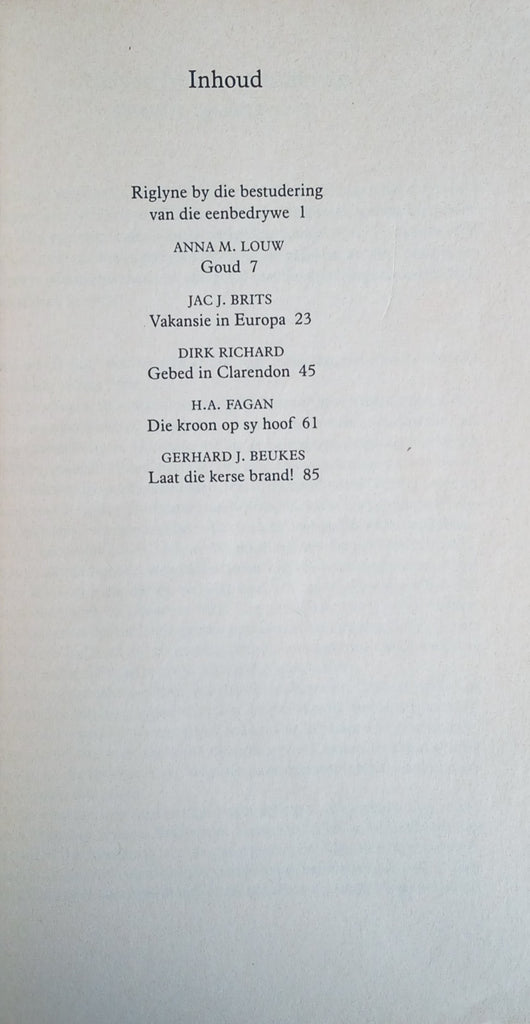 Inhoud
Riglyne by die bestudering
van die eenbedrywe 1
ANNA M. LOUW
Goud 7
JAC J. BRITS
Vakansie in Europa 23
DIRK RICHARD
Gebed in Clarendon 45
H.A. FAGAN
Die kroon op sy hoof 61
GERHARD J. BEUKES
Laat die kerse brand! 85